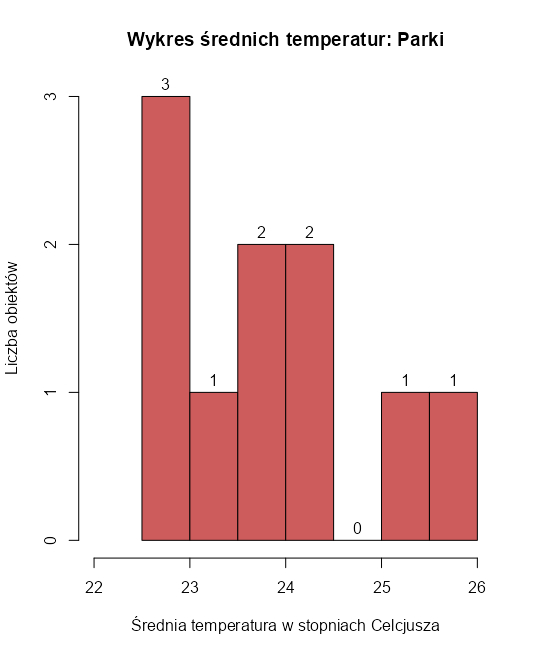 Wykres średnich temperatur: Parki
3
3
2 2
2
Liczba obiektów
1 1 1
1
0
0
22 23 24 25 26
Średnia temperatura w stopniach Celcjusza